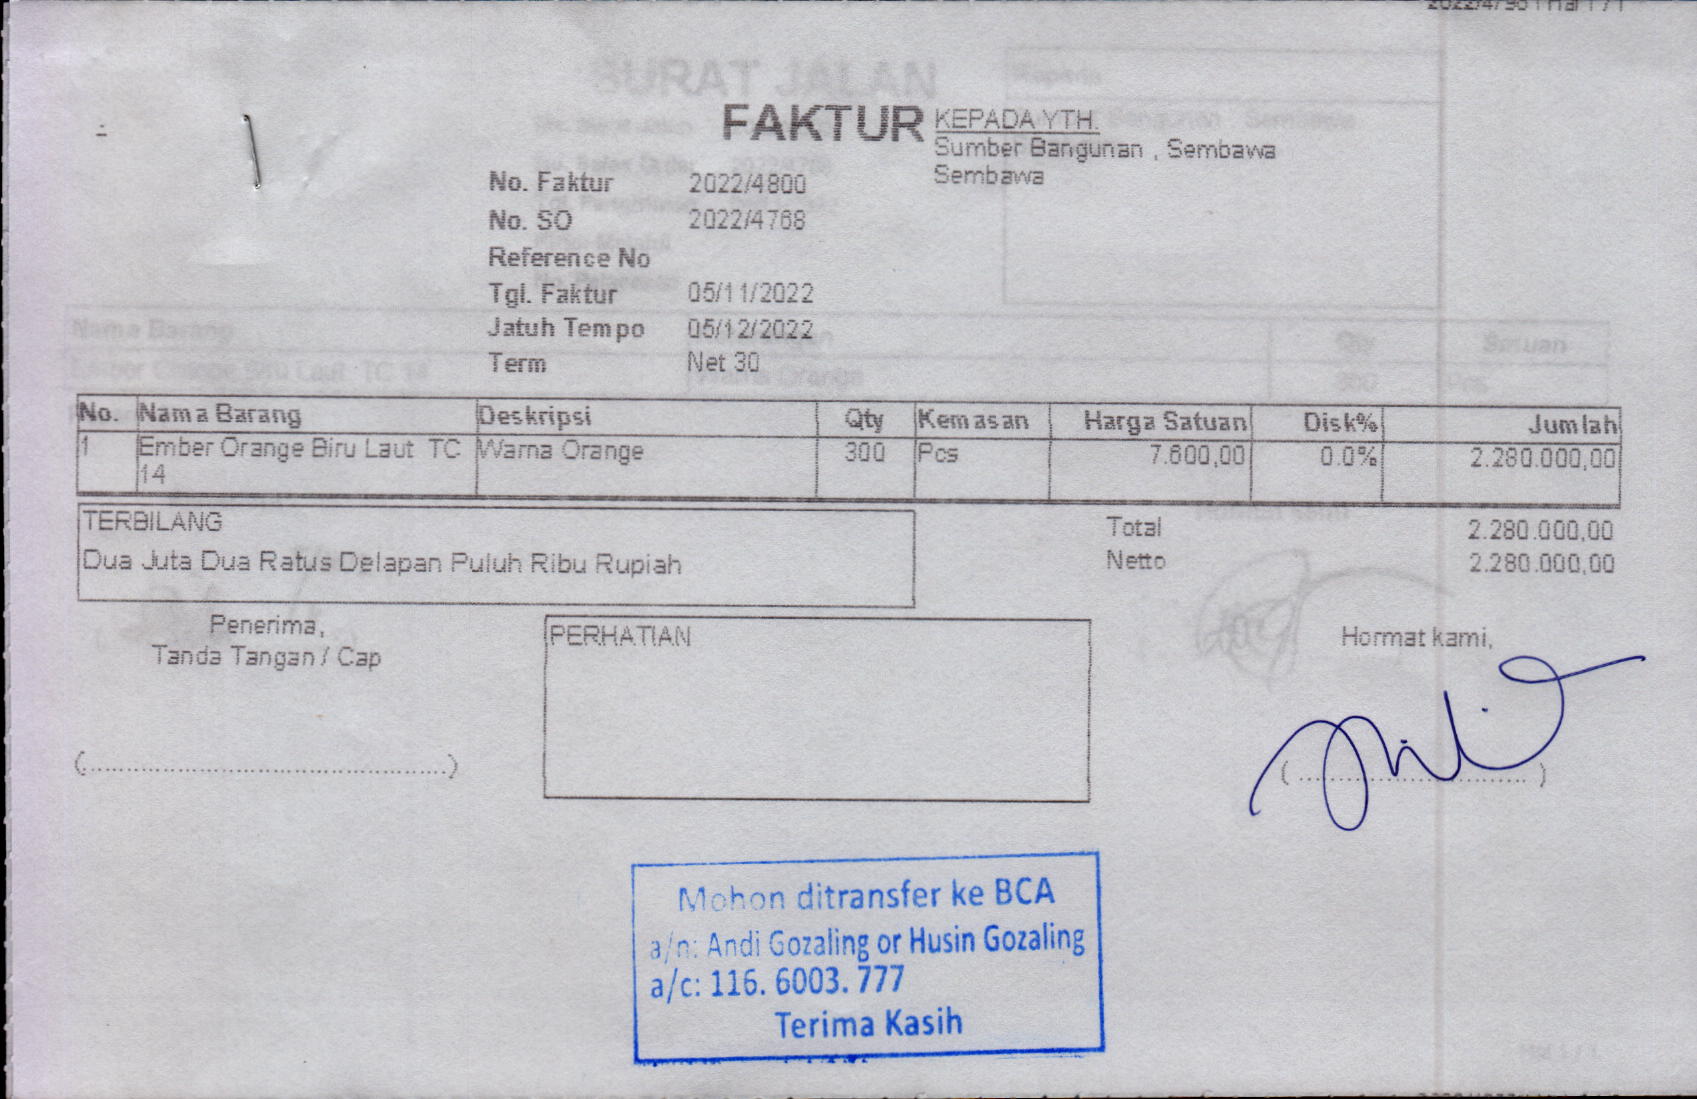 FAKTUR
KEPADA YTH.
Sumber Bangunan , Sembawa
Sembawa
No. Faktur 2022/4800
No. SO 2022/4768
Reference No
Tgl. Faktur 05/11/2022
Jatuh Tempo 05/12/2022
Term Net 30
No. Nama Barang Deskripsi Qty Kemasan Harga Satuan Disk% Jumlah
1 Ember Orange Biru Laut TC Warna Orange 300 Pcs 7.600,00 0.0% 2.280.000,00
14
TERBILANG
Dua Juta Dua Ratus Delapan Puluh Ribu Rupiah
Total 2.280.000,00
Netto 2.280.000,00
Penerima,
Tanda Tangan / Cap
PERHATIAN
Hormat kami,
(..............................................)
( .............................. )
Mohon ditransfer ke BCA
a/n: Andi Gozaling or Husin Gozaling
a/c: 116. 6003. 777
Terima Kasih